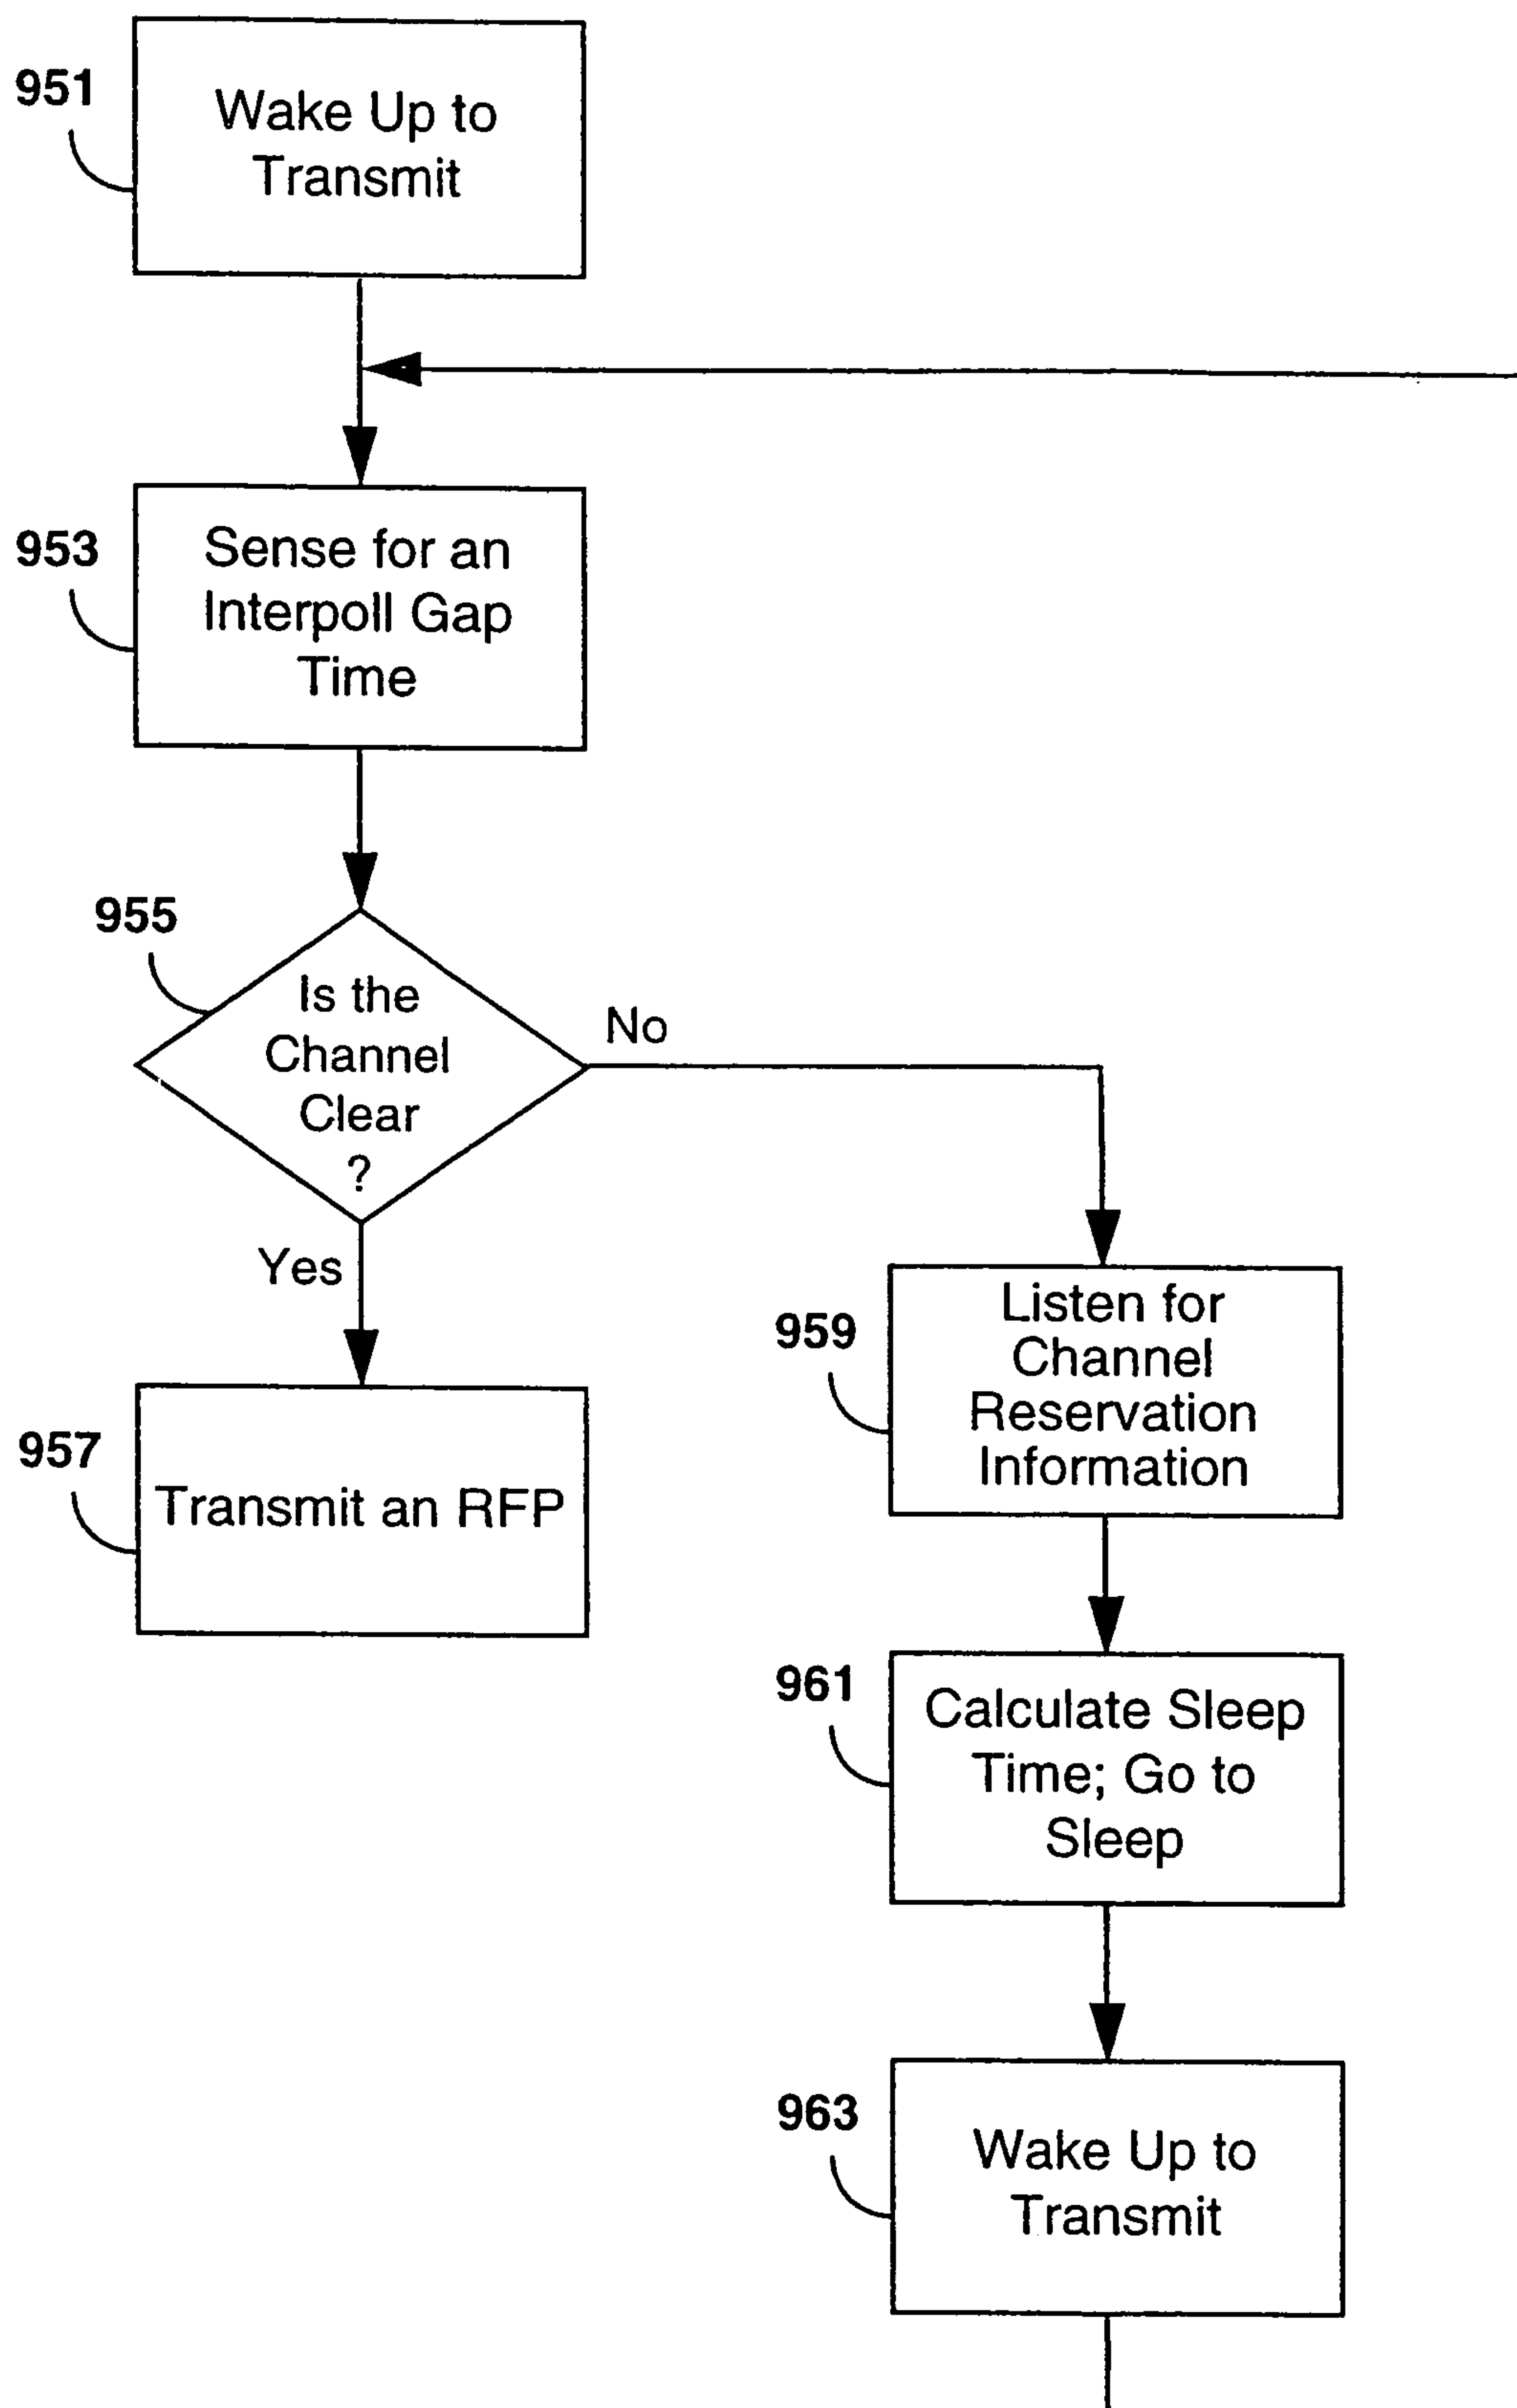 951
Wake Up to
Transmit
953
Sense for an
Interpoll Gap
Time
955
Is the
Channel
Clear
?
No
Yes
957
Transmit an RFP
959
Listen for
Channel
Reservation
Information
961
Calculate Sleep
Time; Go to
Sleep
963
Wake Up to
Transmit